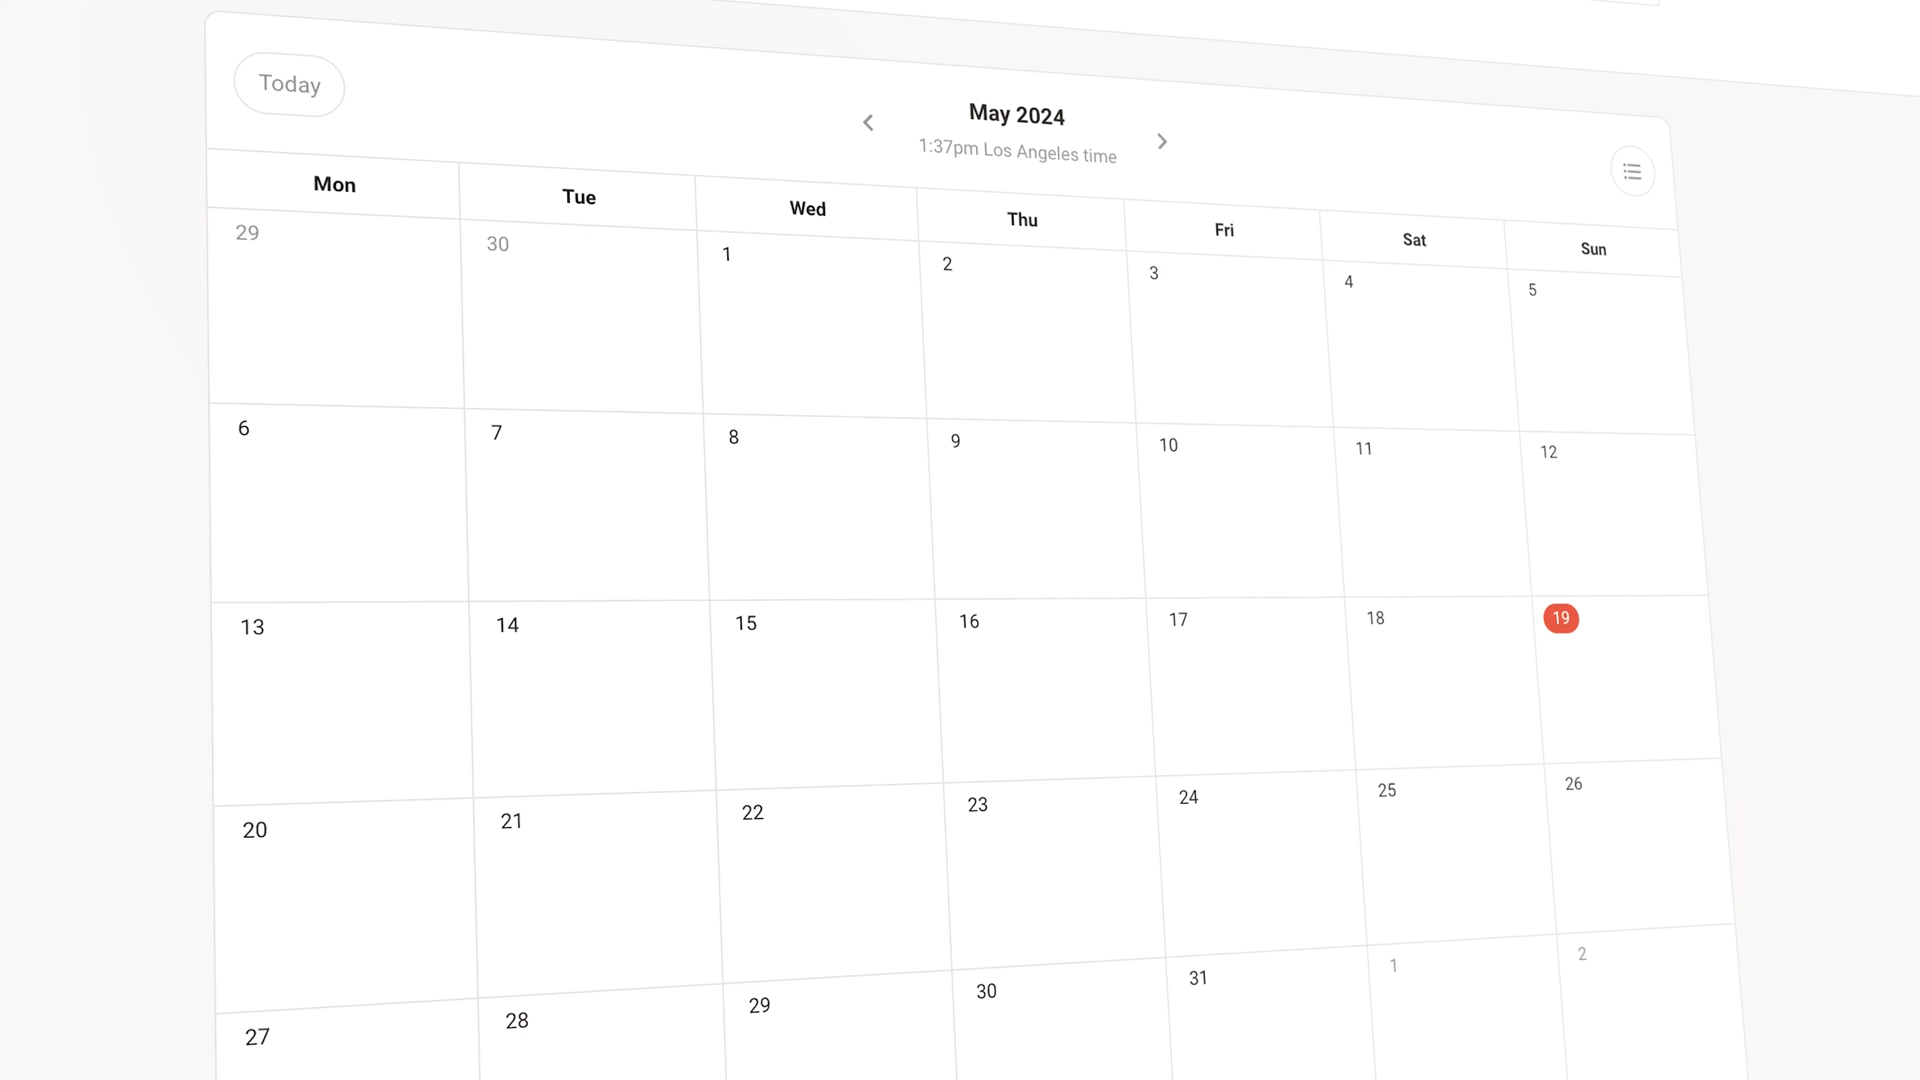 Today
May 2024
1:37pm Los Angeles time
Mon Tue Wed Thu Fri Sat Sun
29 30 1 2 3 4 5
6 7 8 9 10 11 12
13 14 15 16 17 18 19
20 21 22 23 24 25 26
27 28 29 30 31 1 2